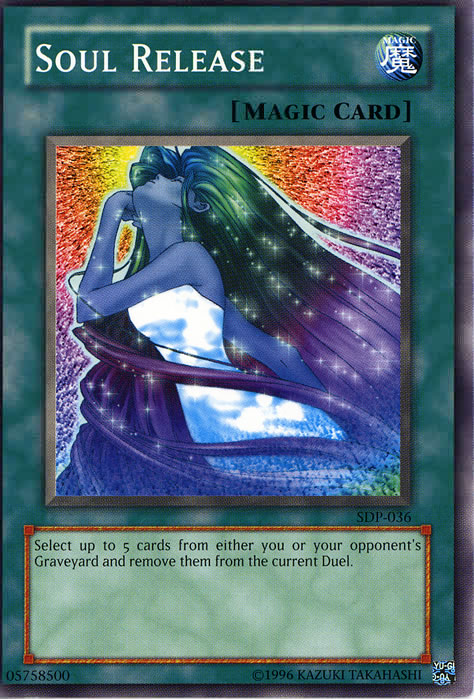 SOUL RELEASE
MAGIC
魔
[MAGIC CARD]
SDP-036
Select up to 5 cards from either you or your opponent's
Graveyard and remove them from the current Duel.
05758500
©1996 KAZUKI TAKAHASHI